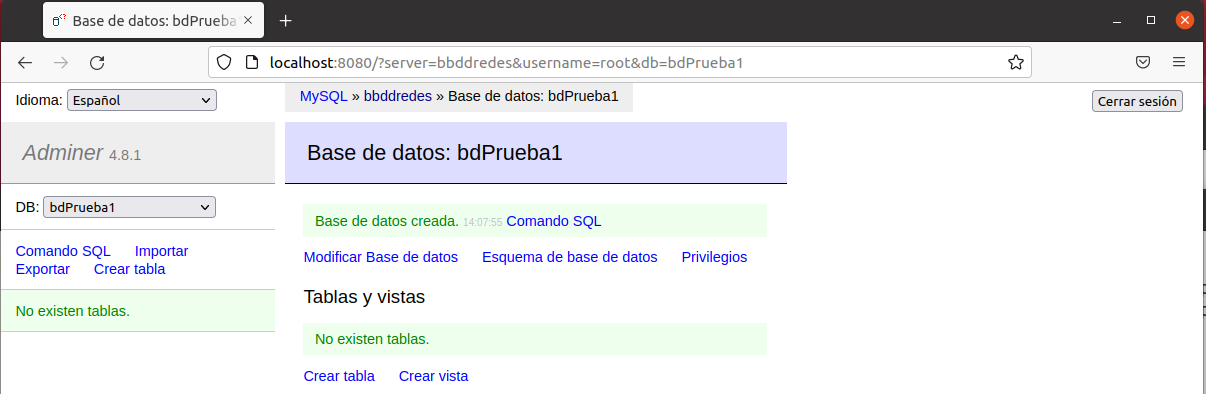 Base de datos: bdPrueba
localhost:8080/?server=bbddredes&username=root&db=bdPrueba1
Idioma: Español
MySQL » bbddredes » Base de datos: bdPrueba1
Cerrar sesión
Adminer 4.8.1
Base de datos: bdPrueba1
DB: bdPrueba1
Base de datos creada. 14:07:55 Comando SQL
Comando SQL Importar
Exportar Crear tabla
Modificar Base de datos Esquema de base de datos Privilegios
No existen tablas.
Tablas y vistas
No existen tablas.
Crear tabla Crear vista